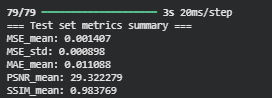 79/79 ━━━━━━━━━━━━━━━━━━━━ 3s 20ms/step
=== Test set metrics summary ===
MSE_mean: 0.001407
MSE_std: 0.000898
MAE_mean: 0.011088
PSNR_mean: 29.322279
SSIM_mean: 0.983769